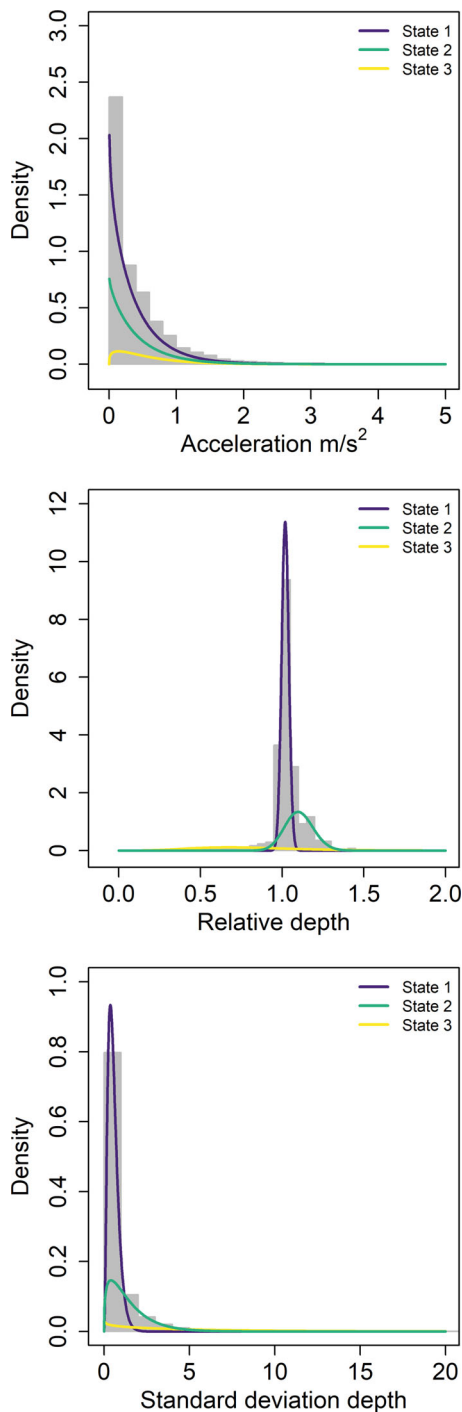 State 1
State 2
State 3
3.0
2.5
2.0
1.5
1.0
0.5
0.0
Density
0 1 2 3 4 5
Acceleration m/s²
State 1
State 2
State 3
12
10
8
6
4
2
0
Density
0.0 0.5 1.0 1.5 2.0
Relative depth
State 1
State 2
State 3
1.0
0.8
0.6
0.4
0.2
0.0
Density
0 5 10 15 20
Standard deviation depth